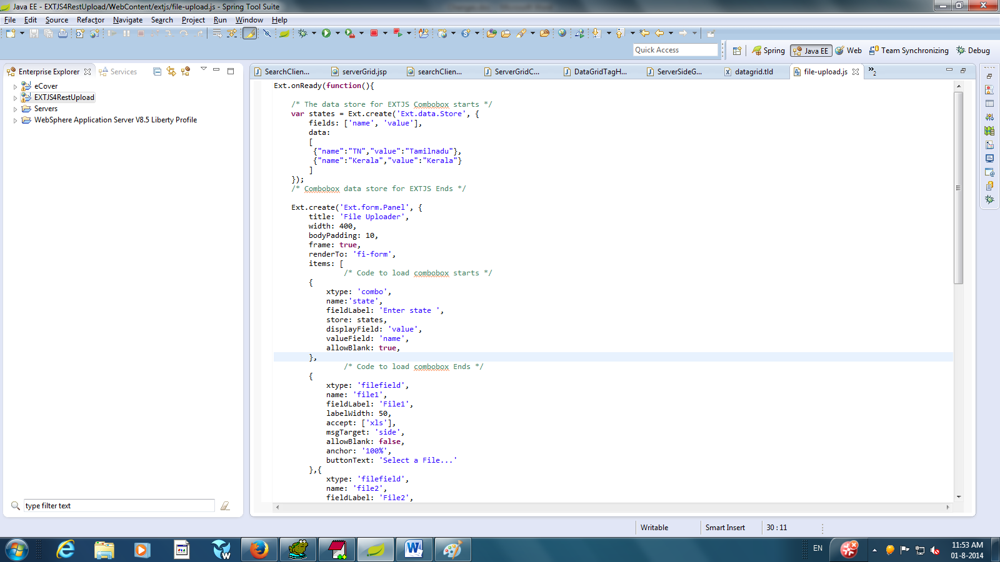 Java EE - EXTJS4RestUpload/WebContent/extjs/file-upload.js - Spring Tool Suite
File Edit Source Refactor Navigate Search Project Run Window Help
Quick Access
Spring Java EE Web Team Synchronizing Debug
Enterprise Explorer Services
SearchClien... serverGrid.jsp searchClien... ServerGridC... DataGridTagH... ServerSideG... datagrid.tld file-upload.js »2
eCover
EXTJS4RestUpload
Servers
WebSphere Application Server V8.5 Liberty Profile
type filter text
Ext.onReady(function(){
/* The data store for EXTJS Combobox starts */
var states = Ext.create('Ext.data.Store', {
fields: ['name', 'value'],
data:
[
{"name":"TN","value":"Tamilnadu"},
{"name":"Kerala","value":"Kerala"}
]
});
/* Combobox data store for EXTJS Ends */
Ext.create('Ext.form.Panel', {
title: 'File Uploader',
width: 400,
bodyPadding: 10,
frame: true,
renderTo: 'fi-form',
items: [
/* Code to load combobox starts */
{
xtype: 'combo',
name:'state',
fieldLabel: 'Enter state ',
store: states,
displayField: 'value',
valueField: 'name',
allowBlank: true,
},
/* Code to load combobox Ends */
{
xtype: 'filefield',
name: 'file1',
fieldLabel: 'File1',
labelWidth: 50,
accept: ['xls'],
msgTarget: 'side',
allowBlank: false,
anchor: '100%',
buttonText: 'Select a File...'
},{
xtype: 'filefield',
name: 'file2',
fieldLabel: 'File2',
Writable Smart Insert 30 : 11
EN
11:53 AM
01-8-2014